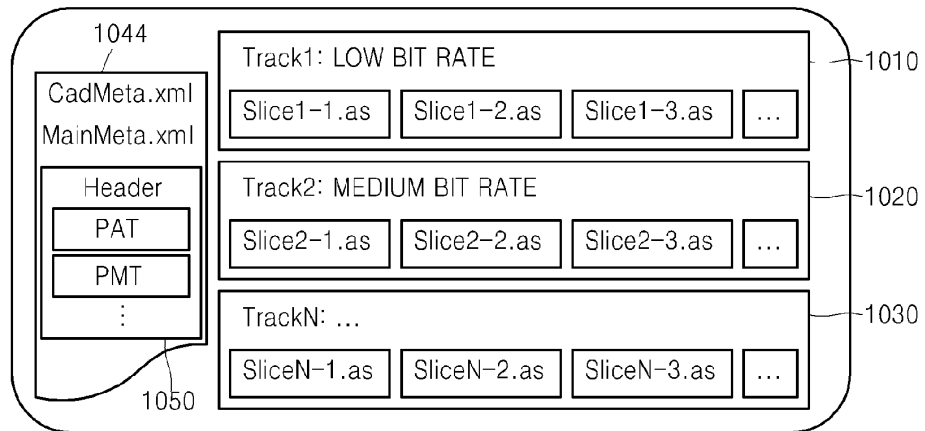 1044
CadMeta.xml
MainMeta.xml
Header
PAT
PMT
⋮
1050
Track1: LOW BIT RATE
1010
Slice1-1.as Slice1-2.as Slice1-3.as ...
Track2: MEDIUM BIT RATE
1020
Slice2-1.as Slice2-2.as Slice2-3.as ...
TrackN: ...
1030
SliceN-1.as SliceN-2.as SliceN-3.as ...